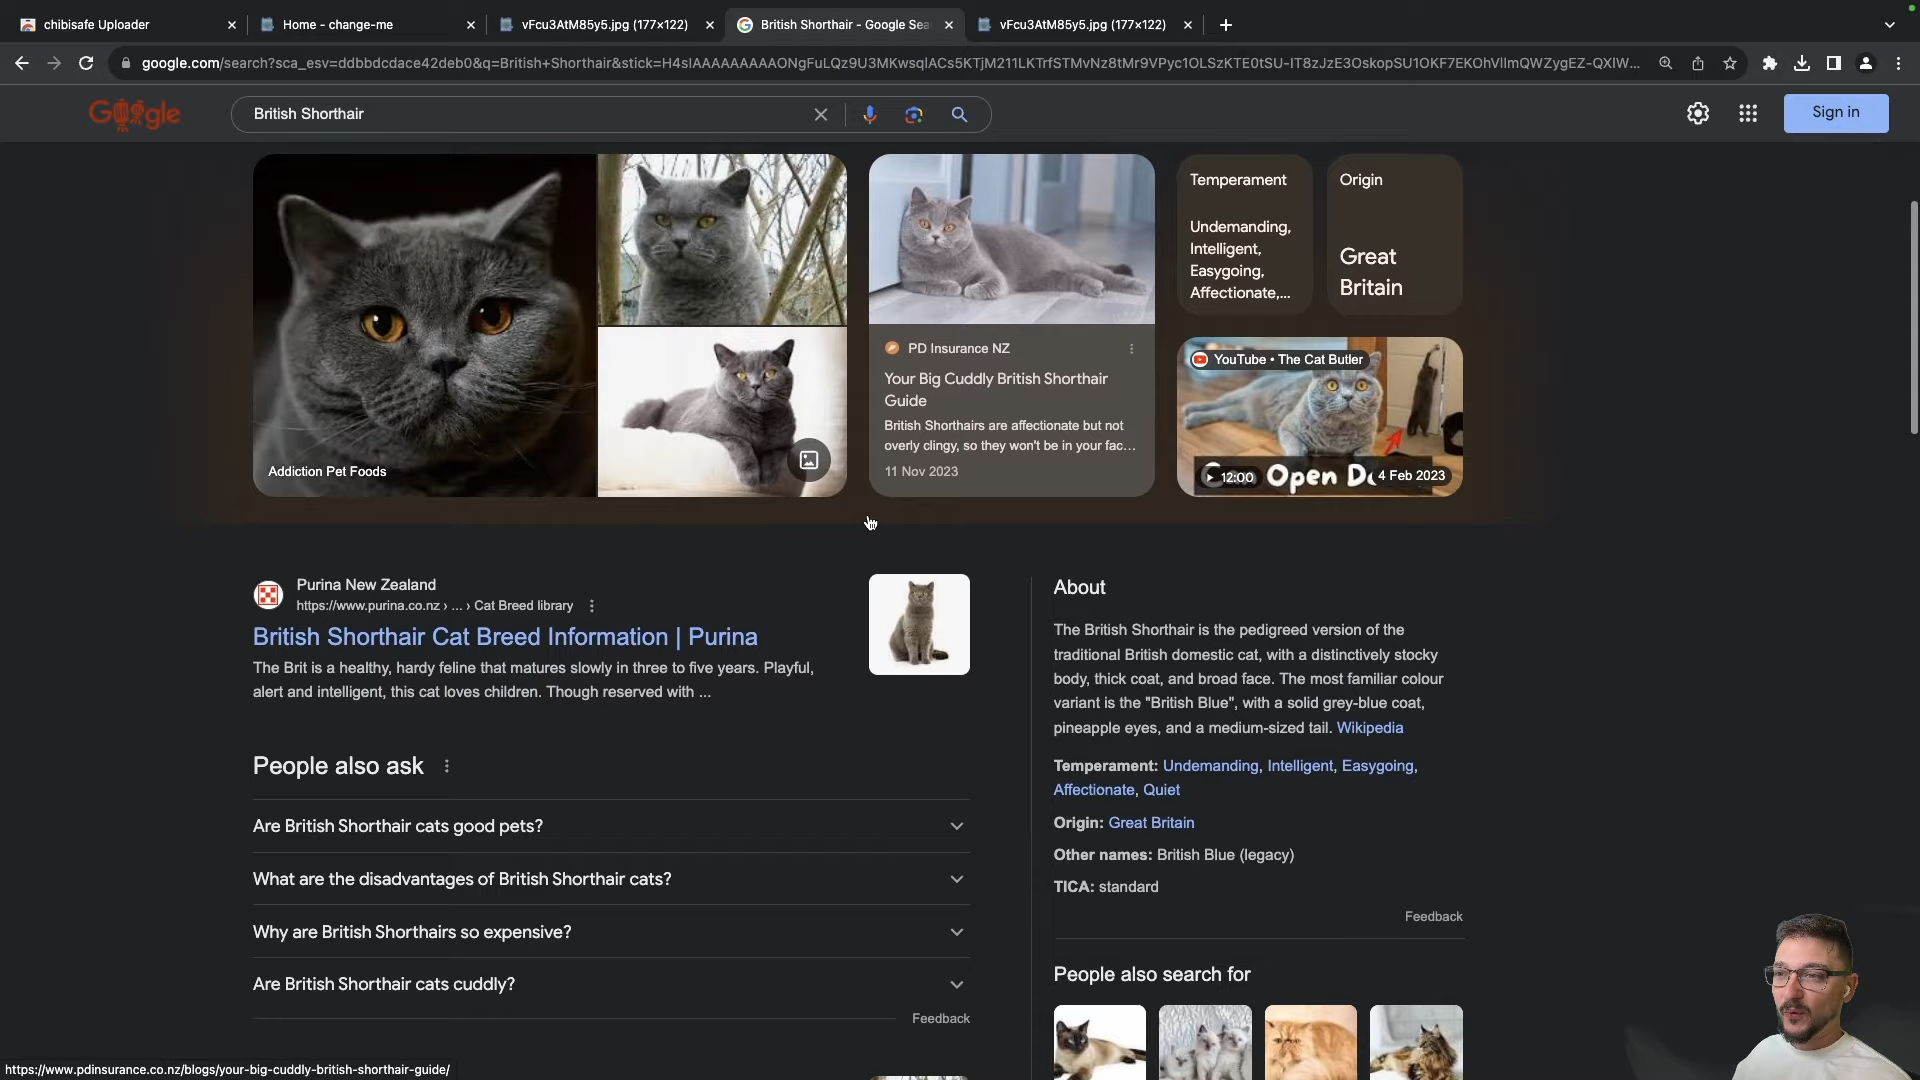 chibisafe Uploader
Home - change-me
vFcu3AtM85y5.jpg (177×122)
British Shorthair - Google Sea
vFcu3AtM85y5.jpg (177×122)
google.com/search?sca_esv=ddbbdcdace42deb0&q=British+Shorthair&stick=H4sIAAAAAAAAAONgFuLQz9U3MKwsqlACs5KTjM211LKTrfSTMvNz8tMr9VPyc1OLSzKTE0tSU-IT8zJzE3OskopSU1OKF7EKOhVllmQWZygEZ-QXIW...
Google
British Shorthair
Sign in
Addiction Pet Foods
PD Insurance NZ
Your Big Cuddly British Shorthair
Guide
British Shorthairs are affectionate but not
overly clingy, so they won't be in your fac...
11 Nov 2023
Temperament
Undemanding,
Intelligent,
Easygoing,
Affectionate,...
Origin
Great
Britain
YouTube • The Cat Butler
12:00
Open
4 Feb 2023
Purina New Zealand
https://www.purina.co.nz › ... › Cat Breed library
British Shorthair Cat Breed Information | Purina
The Brit is a healthy, hardy feline that matures slowly in three to five years. Playful,
alert and intelligent, this cat loves children. Though reserved with ...
People also ask
Are British Shorthair cats good pets?
What are the disadvantages of British Shorthair cats?
Why are British Shorthairs so expensive?
Are British Shorthair cats cuddly?
Feedback
About
The British Shorthair is the pedigreed version of the
traditional British domestic cat, with a distinctively stocky
body, thick coat, and broad face. The most familiar colour
variant is the "British Blue", with a solid grey-blue coat,
pineapple eyes, and a medium-sized tail. Wikipedia
Temperament: Undemanding, Intelligent, Easygoing,
Affectionate, Quiet
Origin: Great Britain
Other names: British Blue (legacy)
TICA: standard
Feedback
People also search for
https://www.pdinsurance.co.nz/blogs/your-big-cuddly-british-shorthair-guide/